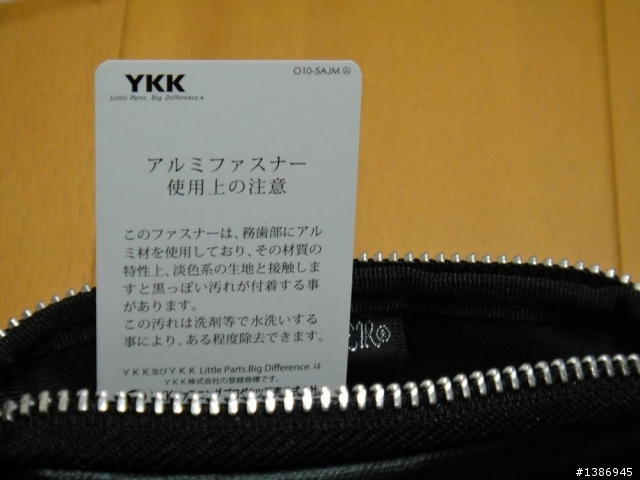 O10-5AJM
YKK
Little Parts. Big Difference.
アルミファスナー
使用上の注意
このファスナーは、務歯部にアル
ミ材を使用しており、その材質の
特性上、淡色系の生地と接触しま
すと黒っぽい汚れが付着する事
があります。
この汚れは洗剤等で水洗いする
事により、ある程度除去できます。
YKK及びYKK Little Parts.Big Difference.は
YKK株式会社の登録商標です。
#1386945